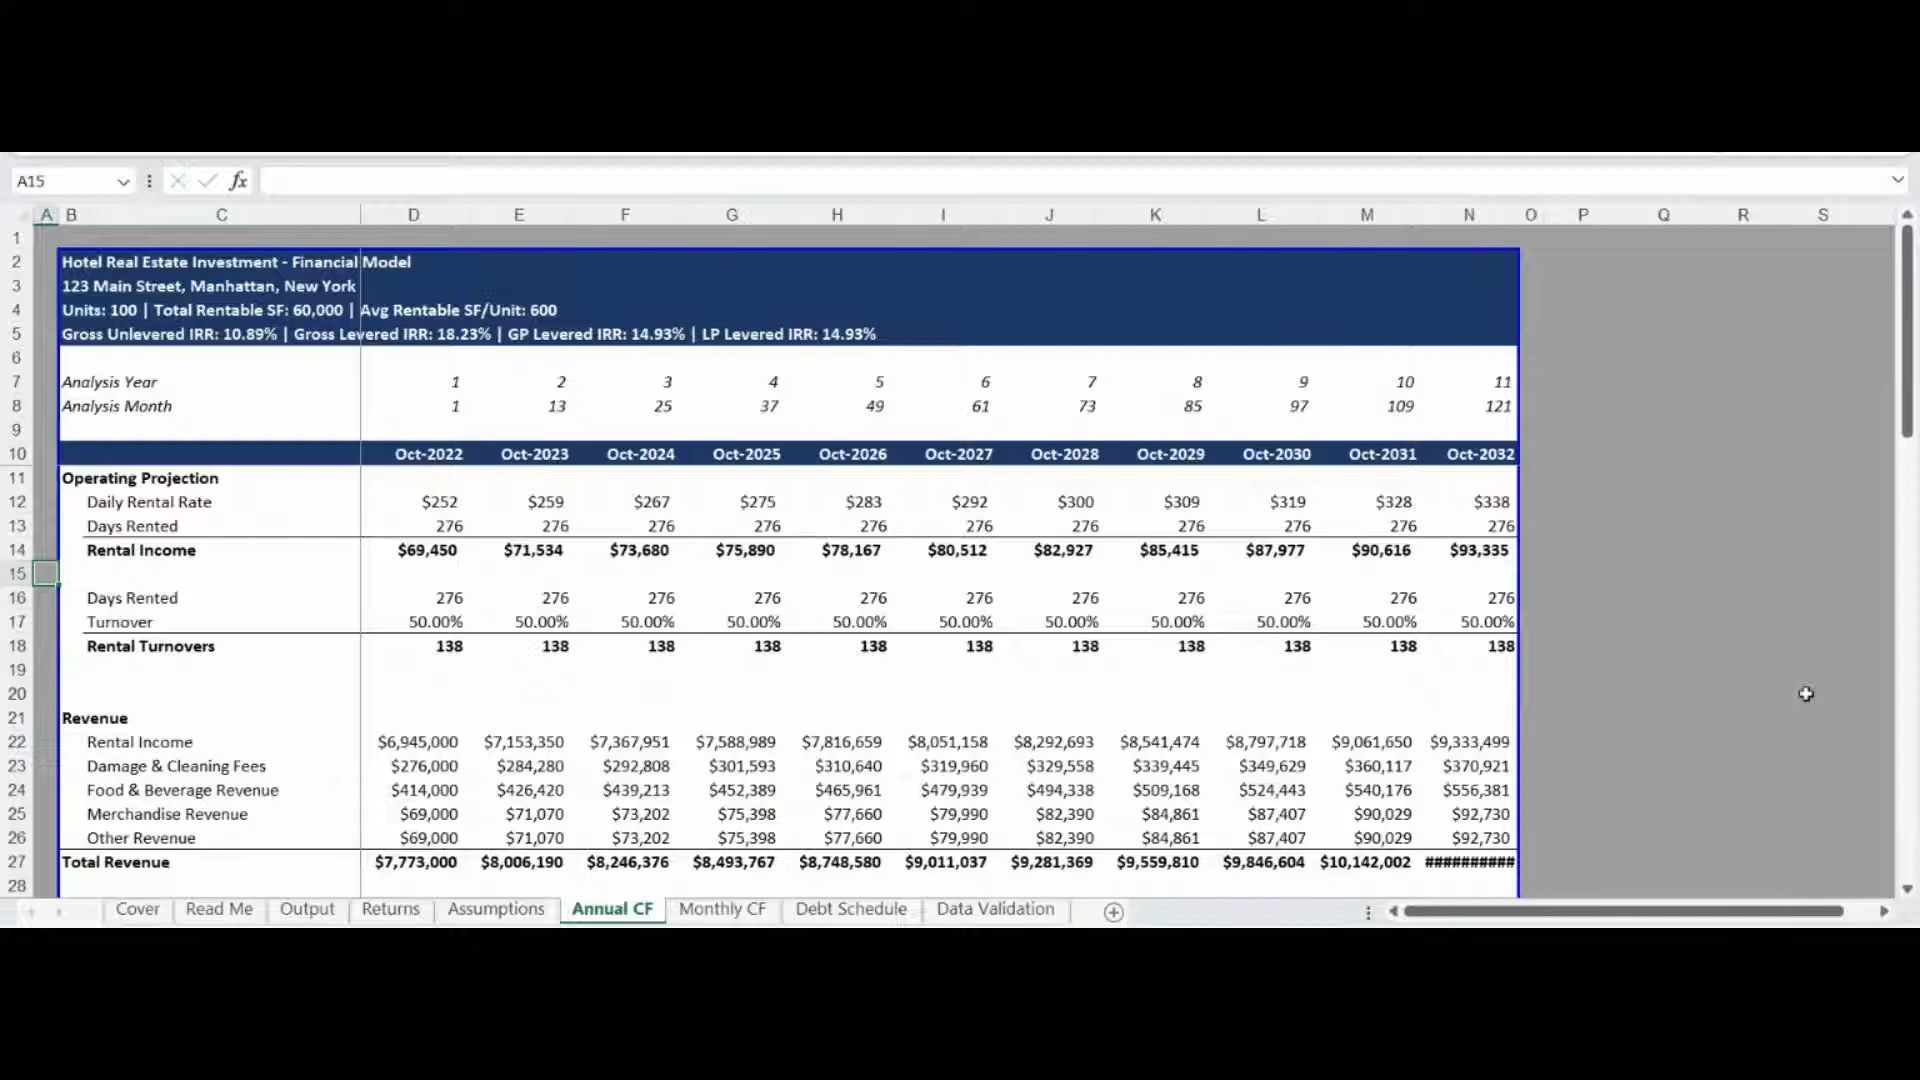 A15 fx
A B C D E F G H I J K L M N O P Q R S
1
2 Hotel Real Estate Investment - Financial Model
3 123 Main Street, Manhattan, New York
4 Units: 100 | Total Rentable SF: 60,000 | Avg Rentable SF/Unit: 600
5 Gross Unlevered IRR: 10.89% | Gross Levered IRR: 18.23% | GP Levered IRR: 14.93% | LP Levered IRR: 14.93%
6
7 Analysis Year 1 2 3 4 5 6 7 8 9 10 11
8 Analysis Month 1 13 25 37 49 61 73 85 97 109 121
9
10 Oct-2022 Oct-2023 Oct-2024 Oct-2025 Oct-2026 Oct-2027 Oct-2028 Oct-2029 Oct-2030 Oct-2031 Oct-2032
11 Operating Projection
12 Daily Rental Rate $252 $259 $267 $275 $283 $292 $300 $309 $319 $328 $338
13 Days Rented 276 276 276 276 276 276 276 276 276 276 276
14 Rental Income $69,450 $71,534 $73,680 $75,890 $78,167 $80,512 $82,927 $85,415 $87,977 $90,616 $93,335
15
16 Days Rented 276 276 276 276 276 276 276 276 276 276 276
17 Turnover 50.00% 50.00% 50.00% 50.00% 50.00% 50.00% 50.00% 50.00% 50.00% 50.00% 50.00%
18 Rental Turnovers 138 138 138 138 138 138 138 138 138 138 138
19
20
21 Revenue
22 Rental Income $6,945,000 $7,153,350 $7,367,951 $7,588,989 $7,816,659 $8,051,158 $8,292,693 $8,541,474 $8,797,718 $9,061,650 $9,333,499
23 Damage & Cleaning Fees $276,000 $284,280 $292,808 $301,593 $310,640 $319,960 $329,558 $339,445 $349,629 $360,117 $370,921
24 Food & Beverage Revenue $414,000 $426,420 $439,213 $452,389 $465,961 $479,939 $494,338 $509,168 $524,443 $540,176 $556,381
25 Merchandise Revenue $69,000 $71,070 $73,202 $75,398 $77,660 $79,990 $82,390 $84,861 $87,407 $90,029 $92,730
26 Other Revenue $69,000 $71,070 $73,202 $75,398 $77,660 $79,990 $82,390 $84,861 $87,407 $90,029 $92,730
27 Total Revenue $7,773,000 $8,006,190 $8,246,376 $8,493,767 $8,748,580 $9,011,037 $9,281,369 $9,559,810 $9,846,604 $10,142,002 ##########
28
Cover Read Me Output Returns Assumptions Annual CF Monthly CF Debt Schedule Data Validation